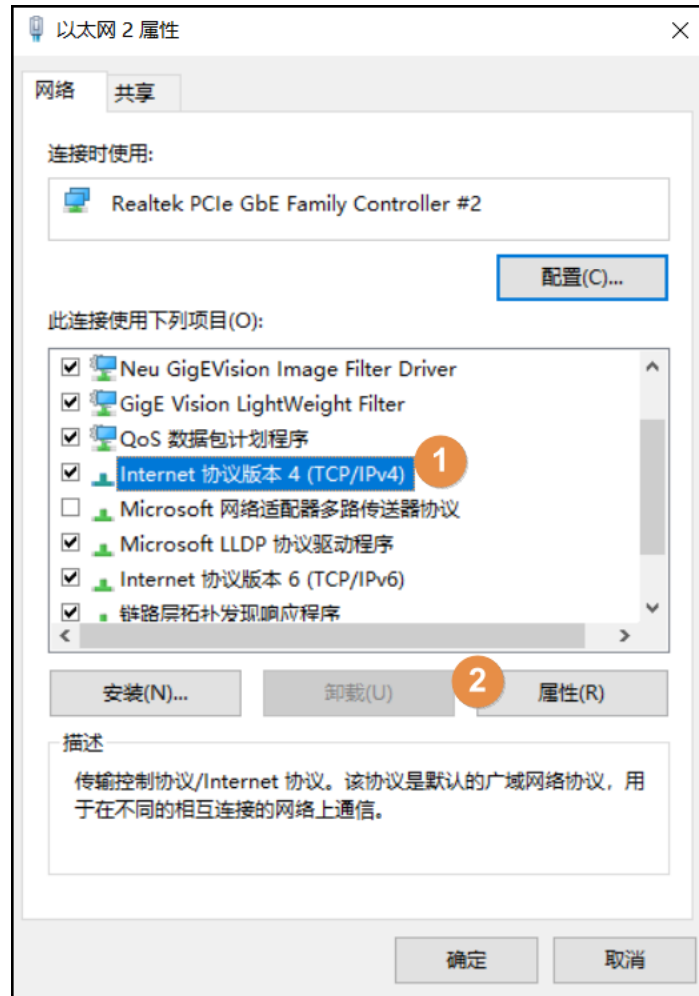 以太网 2 属性
网络
共享
连接时使用:
Realtek PCIe GbE Family Controller #2
配置(C)...
此连接使用下列项目(O):
Neu GigEVision Image Filter Driver
GigE Vision LightWeight Filter
QoS 数据包计划程序
Internet 协议版本 4 (TCP/IPv4)
1
Microsoft 网络适配器多路传送器协议
Microsoft LLDP 协议驱动程序
Internet 协议版本 6 (TCP/IPv6)
链路层拓扑发现响应程序
安装(N)...
卸载(U)
2
属性(R)
描述
传输控制协议/Internet 协议。该协议是默认的广域网络协议，用
于在不同的相互连接的网络上通信。
确定
取消